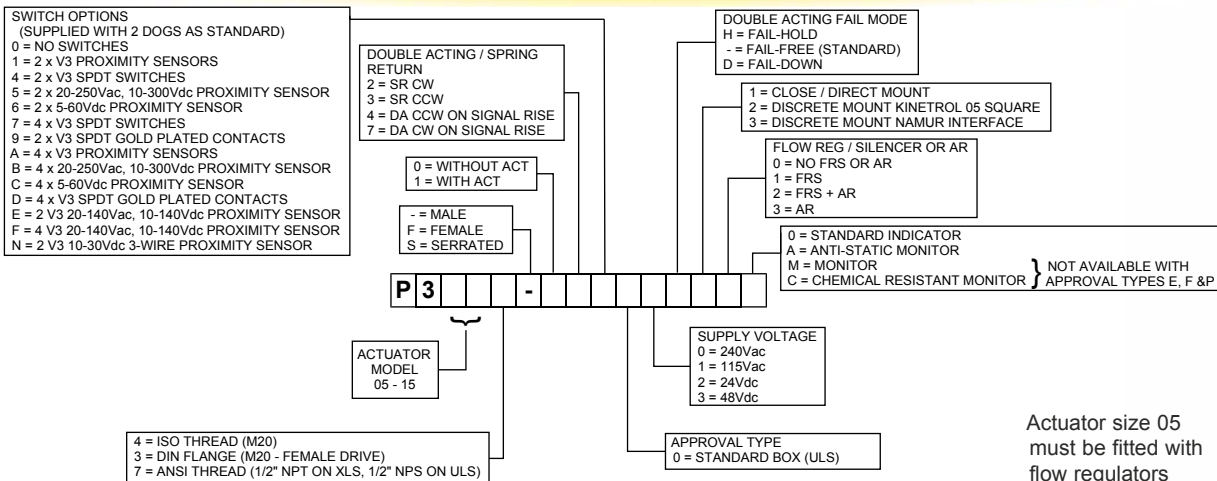 SWITCH OPTIONS
(SUPPLIED WITH 2 DOGS AS STANDARD)
0 = NO SWITCHES
1 = 2 x V3 PROXIMITY SENSORS
4 = 2 x V3 SPDT SWITCHES
5 = 2 x 20-250Vac, 10-300Vdc PROXIMITY SENSOR
6 = 2 x 5-60Vdc PROXIMITY SENSOR
7 = 4 x V3 SPDT SWITCHES
9 = 2 x V3 SPDT GOLD PLATED CONTACTS
A = 4 x V3 PROXIMITY SENSORS
B = 4 x 20-250Vac, 10-300Vdc PROXIMITY SENSOR
C = 4 x 5-60Vdc PROXIMITY SENSOR
D = 4 x V3 SPDT GOLD PLATED CONTACTS
E = 2 V3 20-140Vac, 10-140Vdc PROXIMITY SENSOR
F = 4 V3 20-140Vac, 10-140Vdc PROXIMITY SENSOR
N = 2 V3 10-30Vdc 3-WIRE PROXIMITY SENSOR
DOUBLE ACTING / SPRING
RETURN
2 = SR CW
3 = SR CCW
4 = DA CCW ON SIGNAL RISE
7 = DA CW ON SIGNAL RISE
0 = WITHOUT ACT
1 = WITH ACT
- = MALE
F = FEMALE
S = SERRATED
DOUBLE ACTING FAIL MODE
H = FAIL-HOLD
- = FAIL-FREE (STANDARD)
D = FAIL-DOWN
1 = CLOSE / DIRECT MOUNT
2 = DISCRETE MOUNT KINETROL 05 SQUARE
3 = DISCRETE MOUNT NAMUR INTERFACE
FLOW REG / SILENCER OR AR
0 = NO FRS OR AR
1 = FRS
2 = FRS + AR
3 = AR
0 = STANDARD INDICATOR
A = ANTI-STATIC MONITOR
M = MONITOR
C = CHEMICAL RESISTANT MONITOR
} NOT AVAILABLE WITH
APPROVAL TYPES E, F &P
P 3 -
ACTUATOR
MODEL
05 - 15
SUPPLY VOLTAGE
0 = 240Vac
1 = 115Vac
2 = 24Vdc
3 = 48Vdc
4 = ISO THREAD (M20)
3 = DIN FLANGE (M20 - FEMALE DRIVE)
7 = ANSI THREAD (1/2" NPT ON XLS, 1/2" NPS ON ULS)
APPROVAL TYPE
0 = STANDARD BOX (ULS)
Actuator size 05
must be fitted with
flow regulators